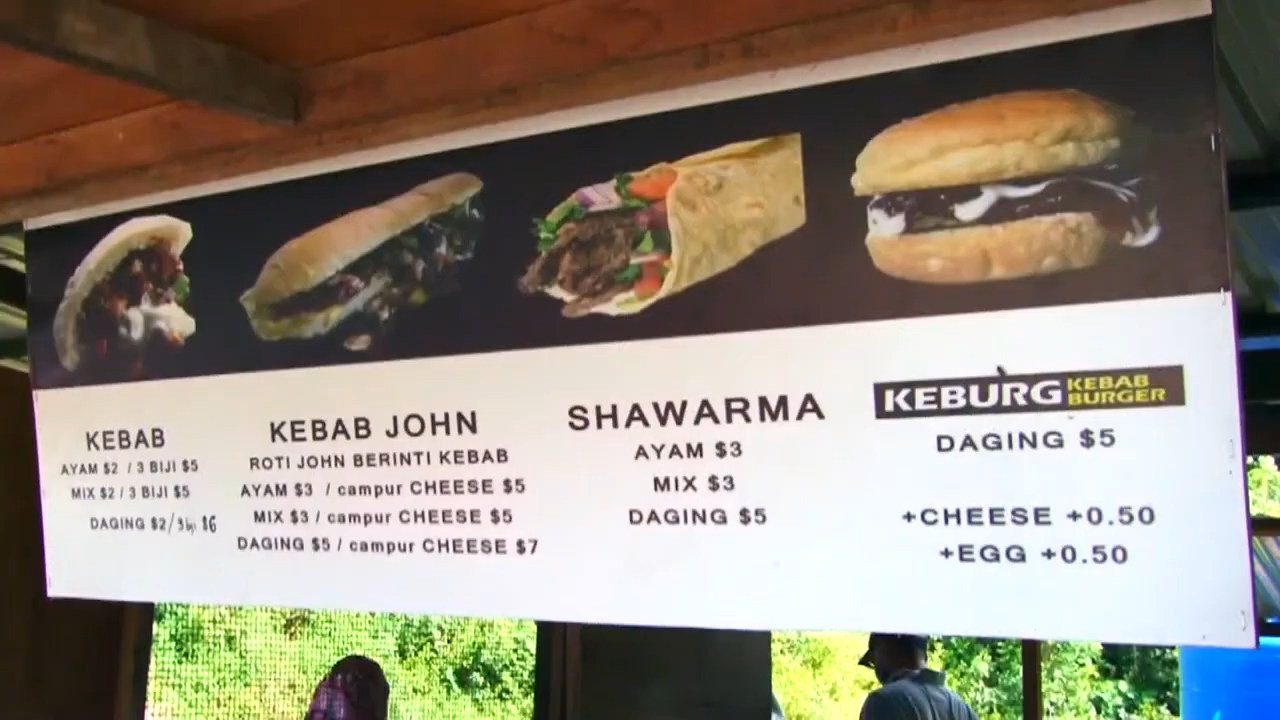 KEBAB
AYAM $2 / 3 BIJI $5
MIX $2 / 3 BIJI $5
DAGING $2/3bji $6
KEBAB JOHN
ROTI JOHN BERINTI KEBAB
AYAM $3 / campur CHEESE $5
MIX $3 / campur CHEESE $5
DAGING $5 / campur CHEESE $7
SHAWARMA
AYAM $3
MIX $3
DAGING $5
KEBURG KEBAB BURGER
DAGING $5
+CHEESE +0.50
+EGG +0.50